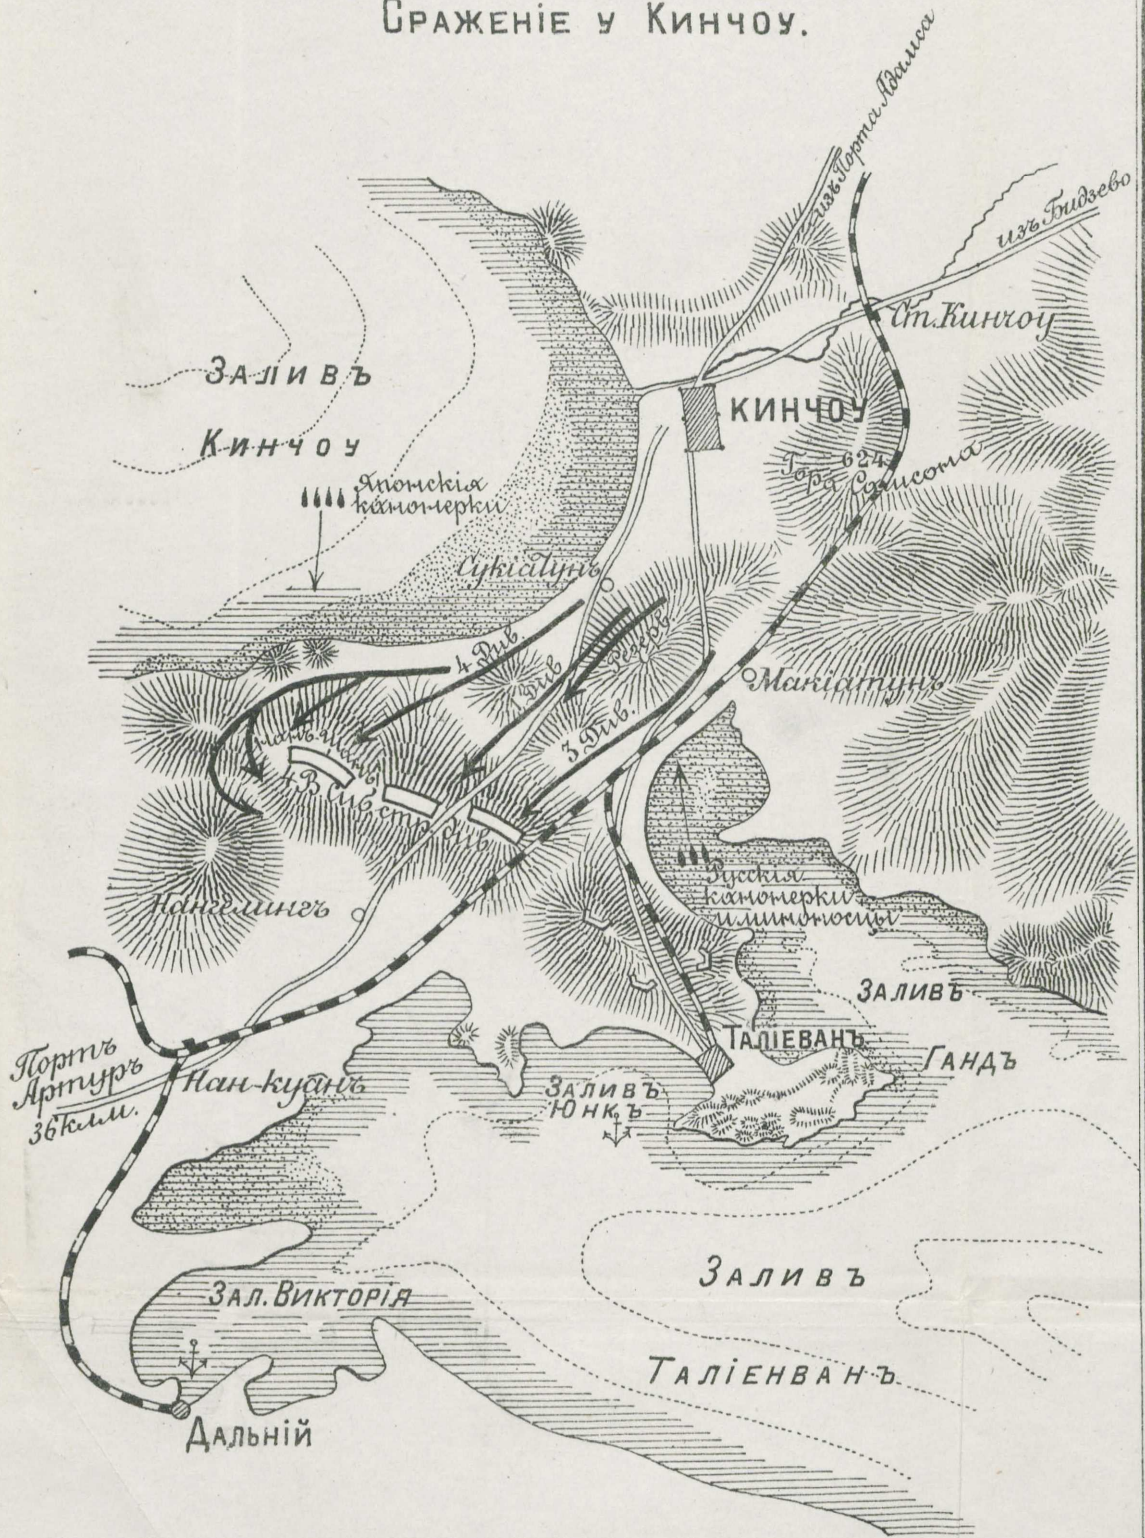 Сраженіе у Кинчоу.
изъ Порта Адамса
изъ Бидзево
Ст. Кинчоу
Заливъ
Кинчоу
КИНЧОУ
624
Гора Самсона
Японскія
канонерки
Сукіатунъ
4 Див.
1 Див
Резерв
3 Див.
Макіатунъ
4 В. Сиб. стр.
Русскія
канонерки
и миноносцы
Нангелингъ
Заливъ
Гандъ
Таліеванъ
Портъ
Артуръ
36 клм.
Нан-куанъ
Заливъ
Юнкъ
Зал. Викторія
Заливъ
Таліенванъ
Дальній